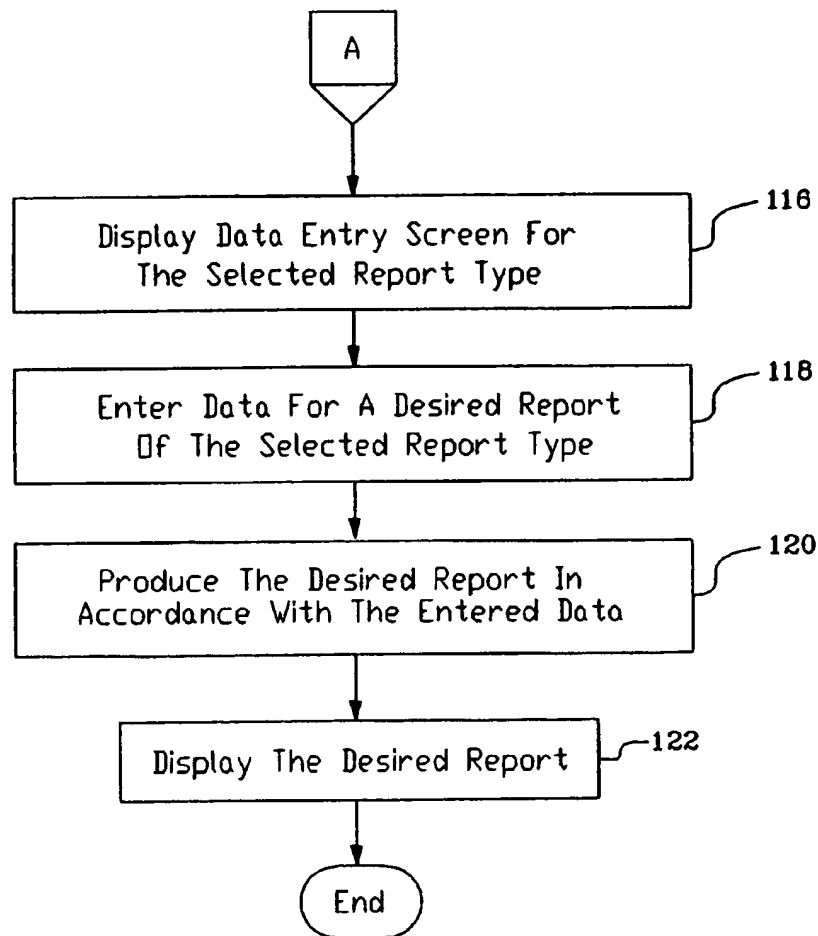 A
Display Data Entry Screen For
The Selected Report Type
116
Enter Data For A Desired Report
Of The Selected Report Type
118
Produce The Desired Report In
Accordance With The Entered Data
120
Display The Desired Report
122
End